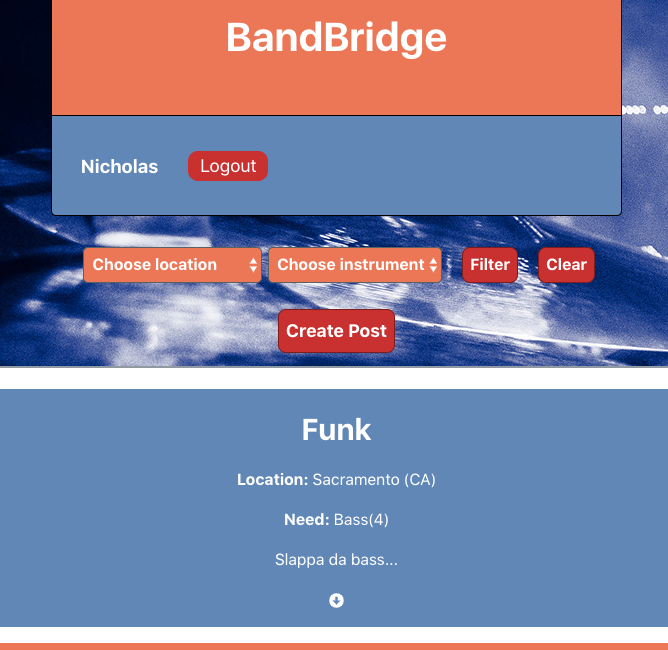 BandBridge
Nicholas Logout
Choose location Choose instrument Filter Clear
Create Post
Funk
Location: Sacramento (CA)
Need: Bass(4)
Slappa da bass...